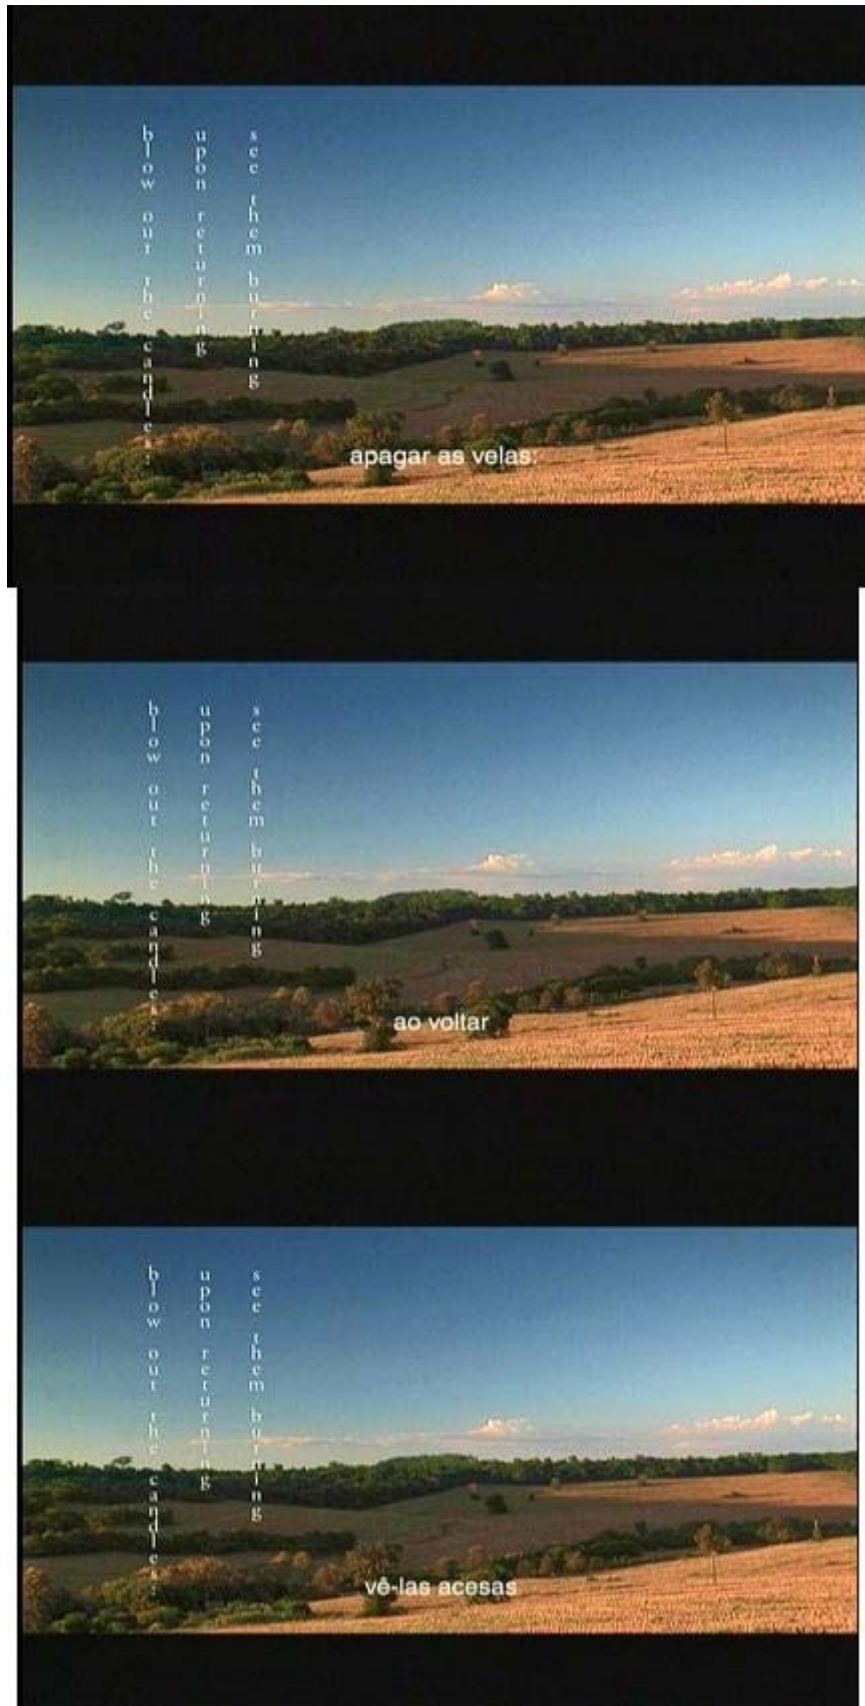 blow out the candles:
upon returning
see them burning
apagar as velas:
blow out the candles:
upon returning
see them burning
ao voltar
blow out the candles:
upon returning
see them burning
vê-las acesas